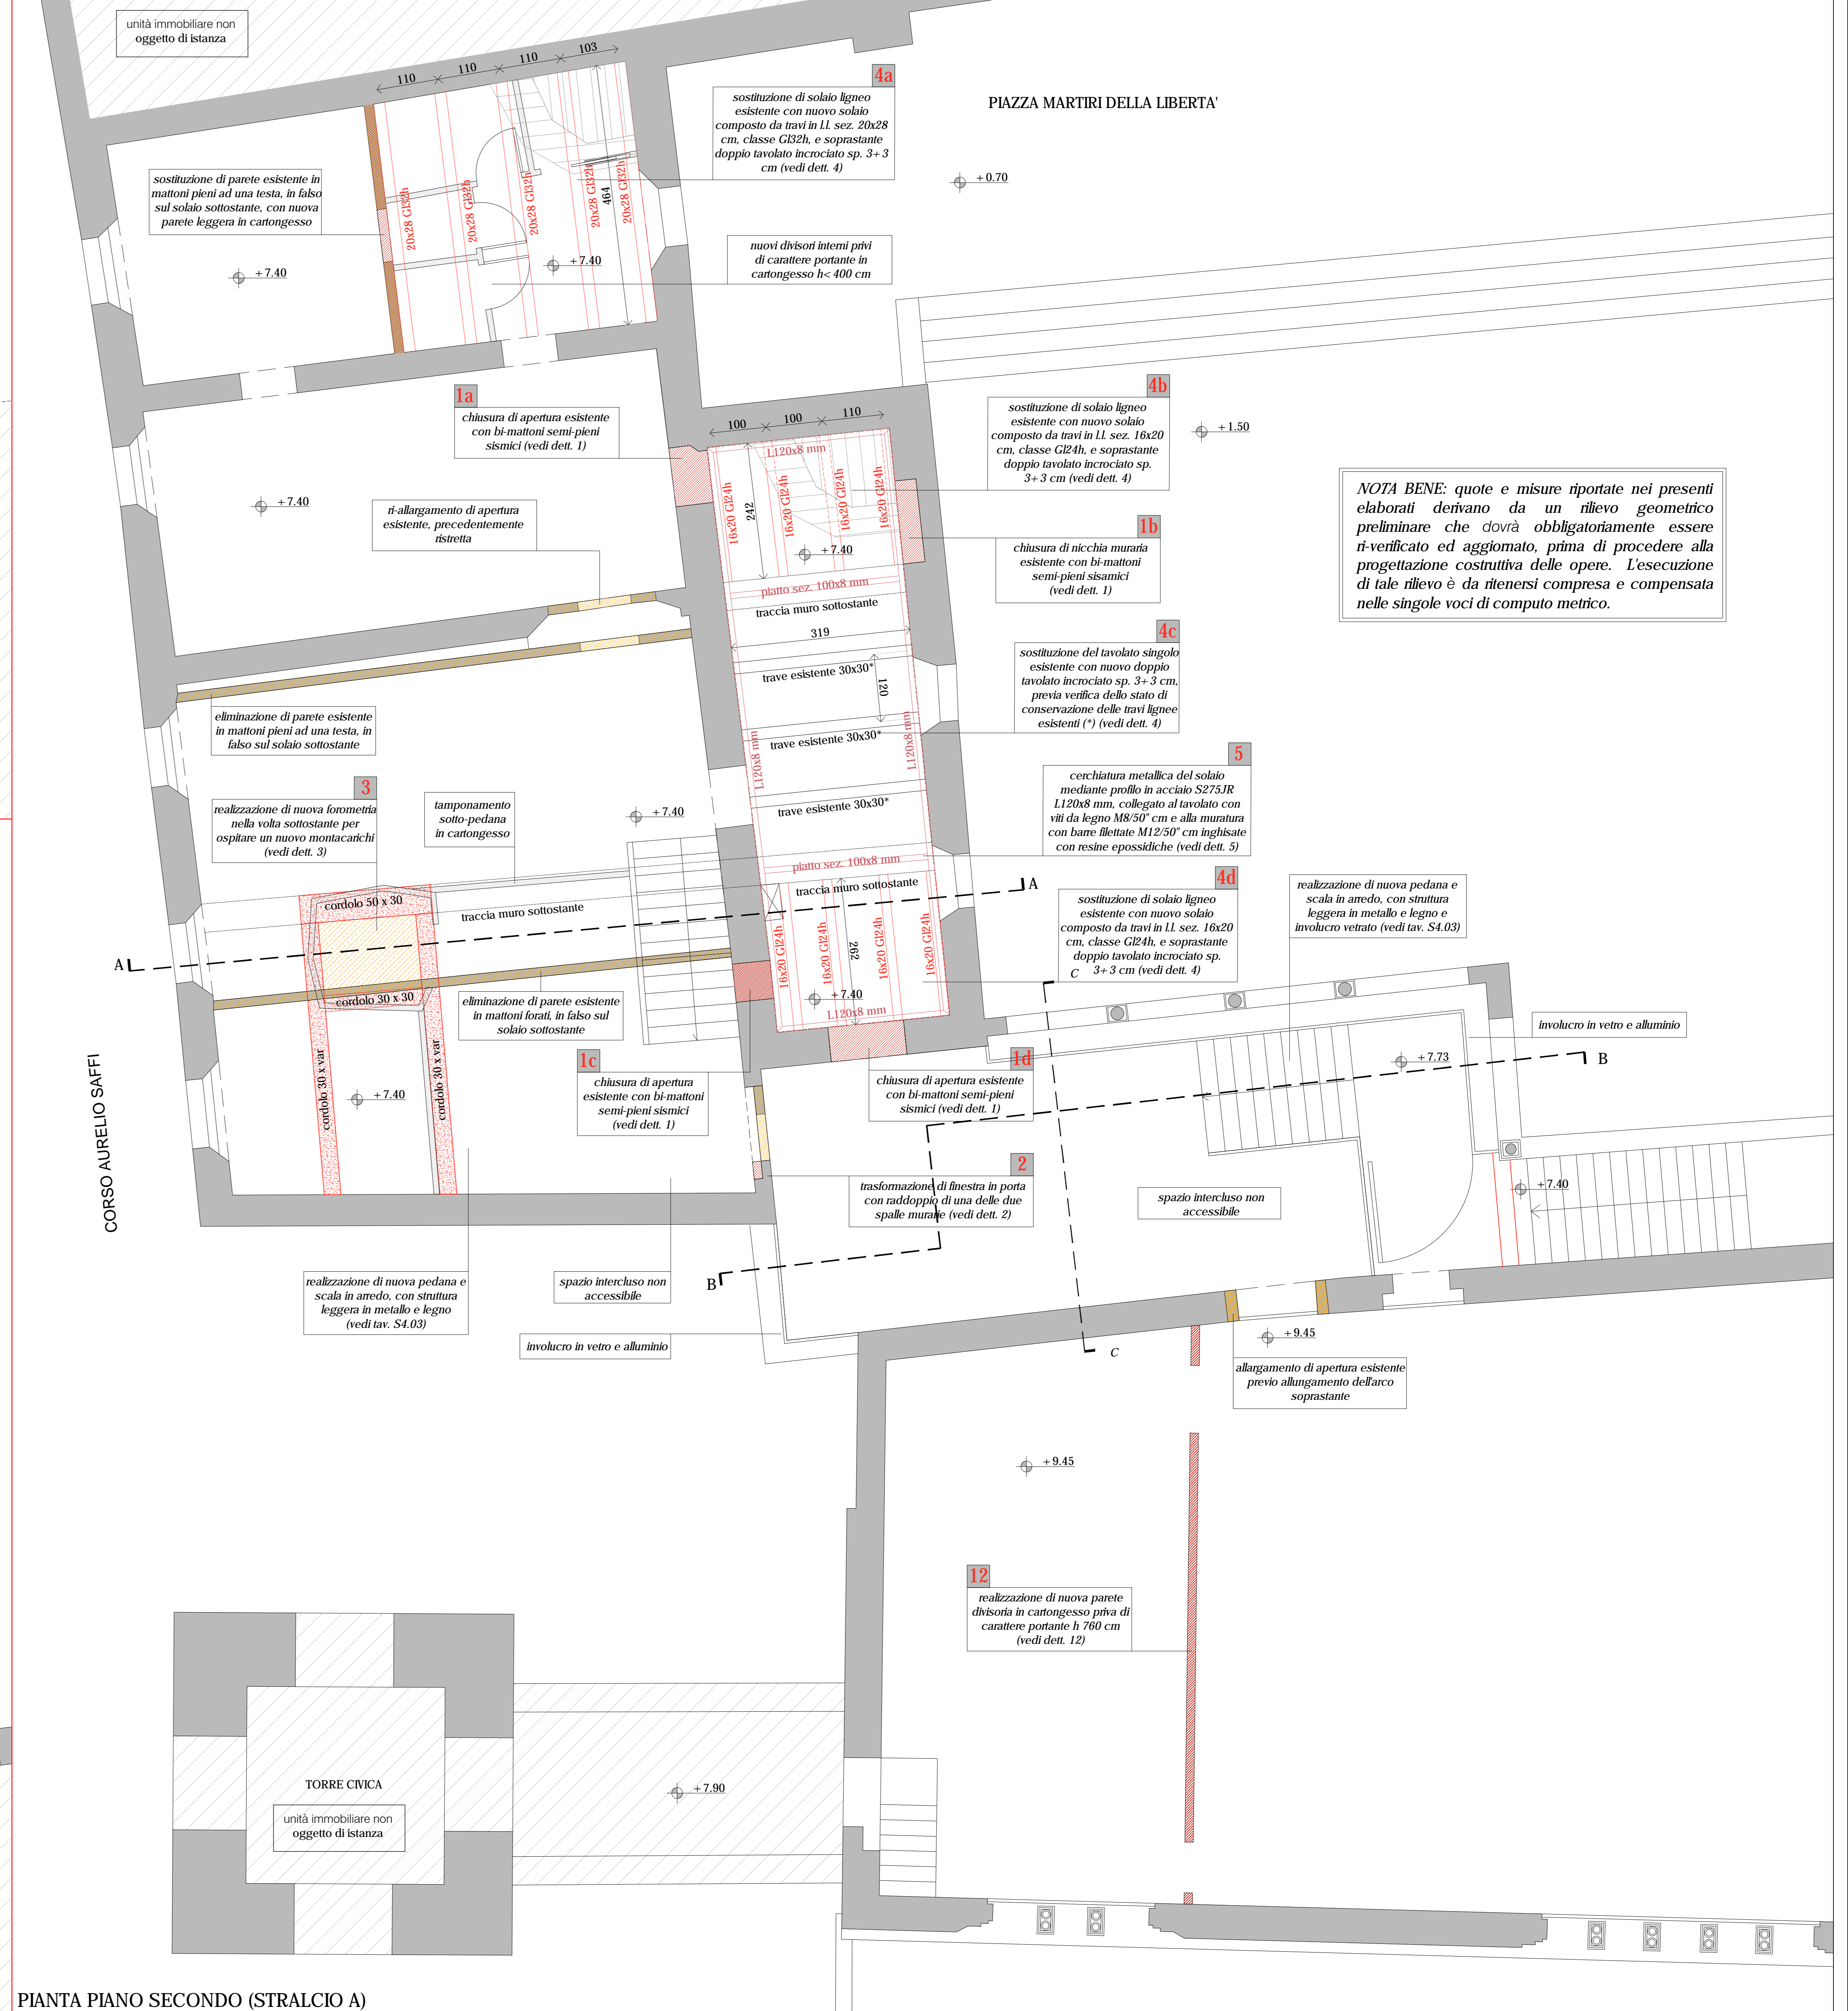 unità immobiliare non
oggetto di istanza
110
110
110
103
4a
sostituzione di solaio ligneo
esistente con nuovo solaio
composto da travi in l.l. sez. 20x28
cm, classe Gl32h, e soprastante
doppio tavolato incrociato sp. 3+3
cm (vedi dett. 4)
PIAZZA MARTIRI DELLA LIBERTA'
+0.70
sostituzione di parete esistente in
mattoni pieni ad una testa, in falso
sul solaio sottostante, con nuova
parete leggera in cartongesso
20x28 Gl32h
20x28 Gl32h
20x28 Gl32h
20x28 Gl32h
464
20x28 Gl32h
nuovi divisori interni privi
di carattere portante in
cartongesso h<400 cm
+7.40
+7.40
1a
chiusura di apertura esistente
con bi-mattoni semi-pieni
sismici (vedi dett. 1)
100
100
110
4b
sostituzione di solaio ligneo
esistente con nuovo solaio
composto da travi in l.l. sez. 16x20
cm, classe Gl24h, e soprastante
doppio tavolato incrociato sp.
3+3 cm (vedi dett. 4)
+1.50
L120x8 mm
16x20 Gl24h
242
16x20 Gl24h
16x20 Gl24h
16x20 Gl24h
+7.40
NOTA BENE: quote e misure riportate nei presenti
elaborati derivano da un rilievo geometrico
preliminare che dovrà obbligatoriamente essere
ri-verificato ed aggiornato, prima di procedere alla
progettazione costruttiva delle opere. L'esecuzione
di tale rilievo è da ritenersi compresa e compensata
nelle singole voci di computo metrico.
+7.40
ri-allargamento di apertura
esistente, precedentemente
ristretta
1b
chiusura di nicchia muraria
esistente con bi-mattoni
semi-pieni sisamici
(vedi dett. 1)
piatto sez. 100x8 mm
traccia muro sottostante
319
trave esistente 30x30*
120
4c
sostituzione del tavolato singolo
esistente con nuovo doppio
tavolato incrociato sp. 3+3 cm,
previa verifica dello stato di
conservazione delle travi lignee
esistenti (*) (vedi dett. 4)
eliminazione di parete esistente
in mattoni pieni ad una testa, in
falso sul solaio sottostante
trave esistente 30x30*
L120x8 mm
L120x8 mm
5
cerchiatura metallica del solaio
mediante profilo in acciaio S275JR
L120x8 mm, collegato al tavolato con
viti da legno M8/50" cm e alla muratura
con barre filettate M12/50" cm inghisate
con resine epossidiche (vedi dett. 5)
3
realizzazione di nuova forometria
nella volta sottostante per
ospitare un nuovo montacarichi
(vedi dett. 3)
tamponamento
sotto-pedana
in cartongesso
+7.40
trave esistente 30x30*
piatto sez. 100x8 mm
traccia muro sottostante
A
4d
sostituzione di solaio ligneo
esistente con nuovo solaio
composto da travi in l.l. sez. 16x20
cm, classe Gl24h, e soprastante
doppio tavolato incrociato sp.
3+3 cm (vedi dett. 4)
realizzazione di nuova pedana e
scala in arredo, con struttura
leggera in metallo e legno e
involucro vetrato (vedi tav. S4.03)
cordolo 50 x 30
traccia muro sottostante
16x20 Gl24h
16x20 Gl24h
262
16x20 Gl24h
16x20 Gl24h
A
C
cordolo 30 x 30
eliminazione di parete esistente
in mattoni forati, in falso sul
solaio sottostante
+7.40
L120x8 mm
involucro in vetro e alluminio
CORSO AURELIO SAFFI
cordolo 30 x var
cordolo 30 x var
+7.40
1c
chiusura di apertura
esistente con bi-mattoni
semi-pieni sismici
(vedi dett. 1)
1d
chiusura di apertura esistente
con bi-mattoni semi-pieni
sismici (vedi dett. 1)
+7.73
B
2
trasformazione di finestra in porta
con raddoppio di una delle due
spalle murarie (vedi dett. 2)
spazio intercluso non
accessibile
+7.40
realizzazione di nuova pedana e
scala in arredo, con struttura
leggera in metallo e legno
(vedi tav. S4.03)
spazio intercluso non
accessibile
B
involucro in vetro e alluminio
C
+9.45
allargamento di apertura esistente
previo allungamento dell'arco
soprastante
+9.45
12
realizzazione di nuova parete
divisoria in cartongesso priva di
carattere portante h 760 cm
(vedi dett. 12)
TORRE CIVICA
unità immobiliare non
oggetto di istanza
+7.90
PIANTA PIANO SECONDO (STRALCIO A)